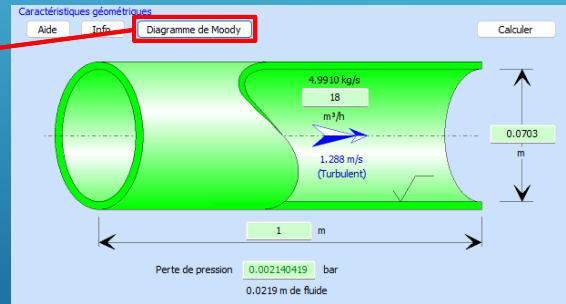 Caractéristiques géométriques
Aide Info Diagramme de Moody Calculer
4.9910 kg/s
18
m³/h
0.0703
m
1.288 m/s
(Turbulent)
1 m
Perte de pression 0.002140419 bar
0.0219 m de fluide